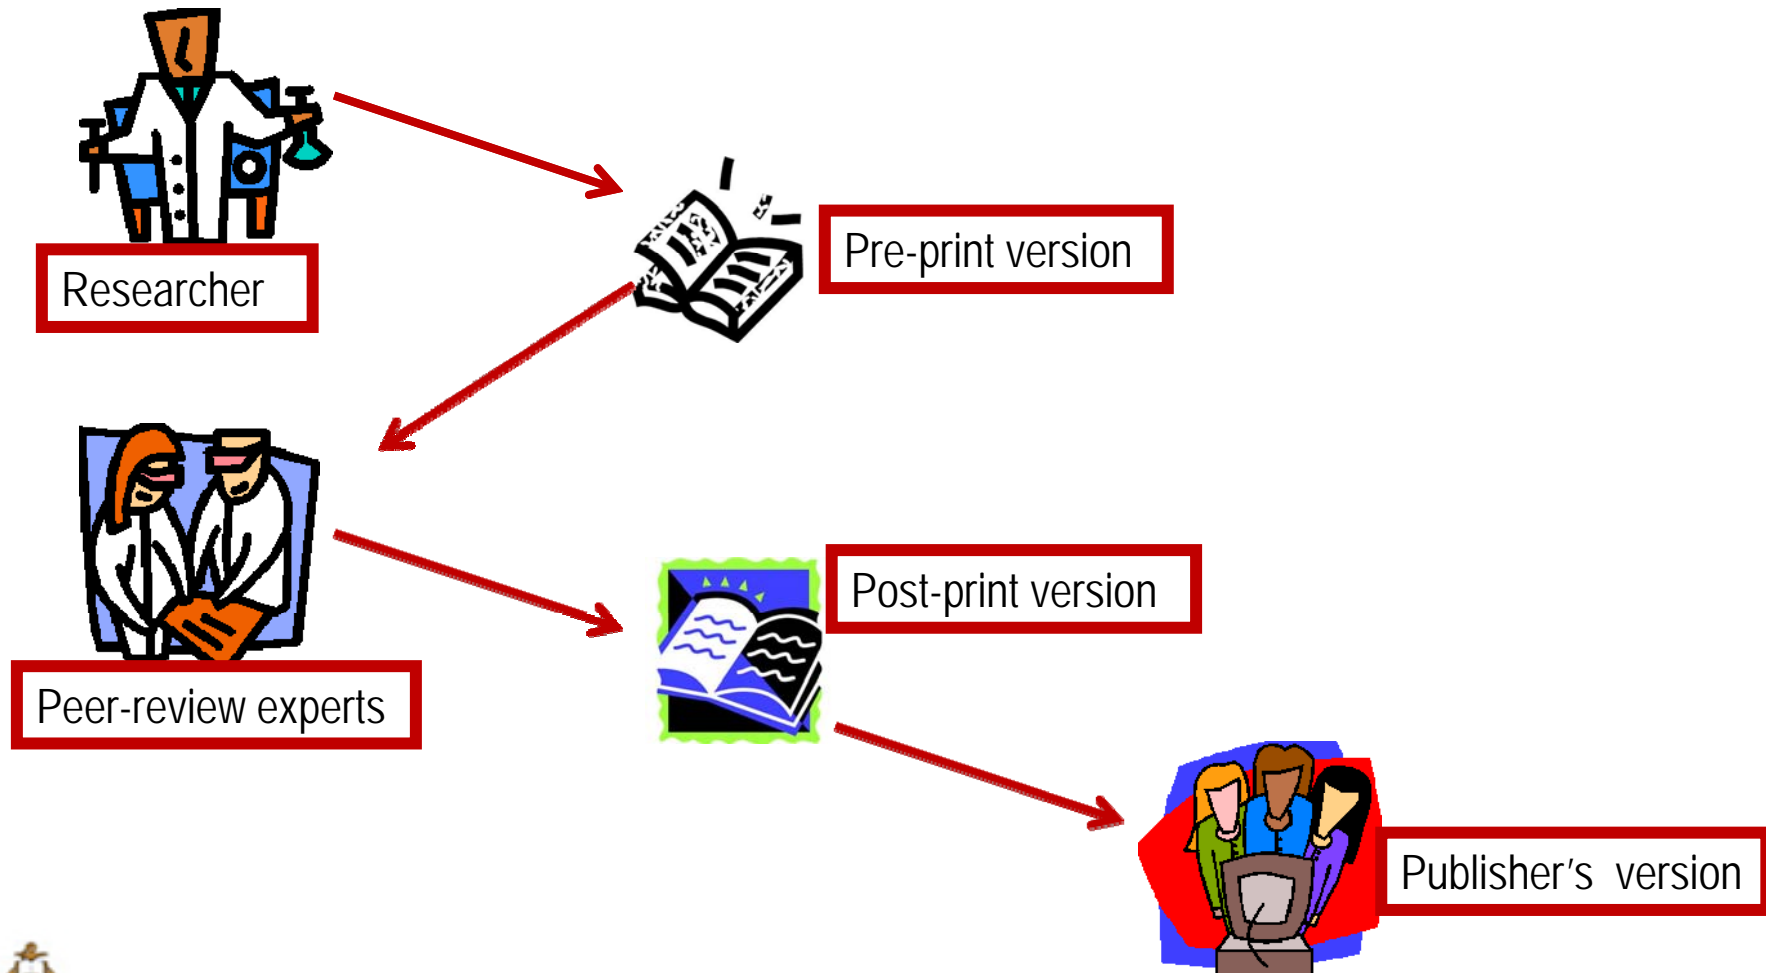 Researcher
Pre-print version
Peer-review experts
Post-print version
Publisher's version